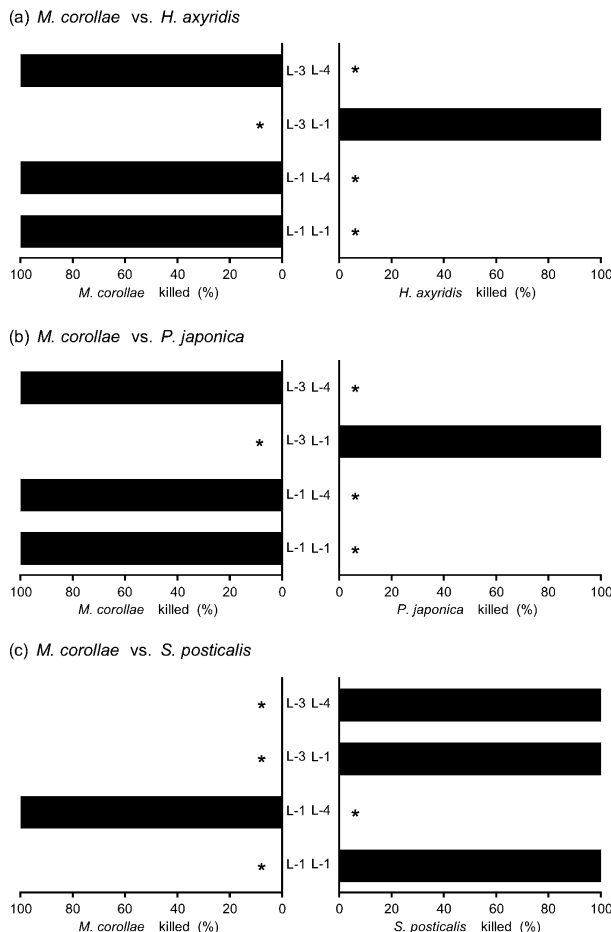 (a) M. corollae vs. H. axyridis
L-3 L-4 *
* L-3 L-1
L-1 L-4 *
L-1 L-1 *
100 80 60 40 20 0 0 20 40 60 80 100
M. corollae killed (%) H. axyridis killed (%)
(b) M. corollae vs. P. japonica
L-3 L-4 *
* L-3 L-1
L-1 L-4 *
L-1 L-1 *
100 80 60 40 20 0 0 20 40 60 80 100
M. corollae killed (%) P. japonica killed (%)
(c) M. corollae vs. S. posticalis
* L-3 L-4
* L-3 L-1
L-1 L-4 *
* L-1 L-1
100 80 60 40 20 0 0 20 40 60 80 100
M. corollae killed (%) S. posticalis killed (%)